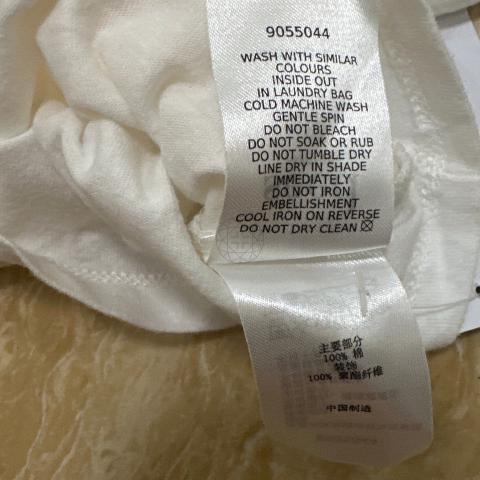 9055044
WASH WITH SIMILAR
COLOURS
INSIDE OUT
IN LAUNDRY BAG
COLD MACHINE WASH
GENTLE SPIN
DO NOT BLEACH
DO NOT SOAK OR RUB
DO NOT TUMBLE DRY
LINE DRY IN SHADE
IMMEDIATELY
DO NOT IRON
EMBELLISHMENT
COOL IRON ON REVERSE
DO NOT DRY CLEAN
主要部分
100% 棉
装饰
100% 聚酯纤维
中国制造